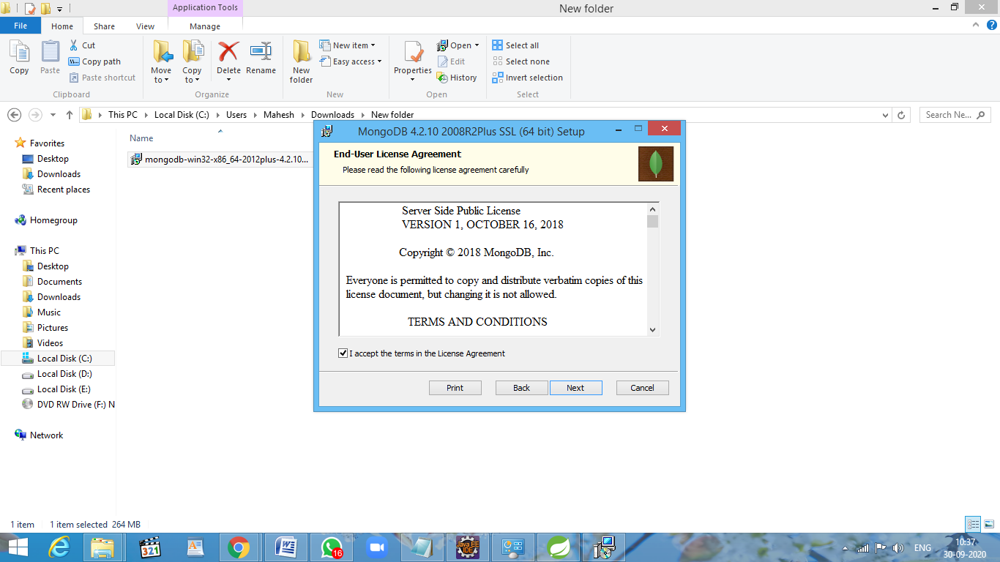 Application Tools
New folder
File
Home
Share
View
Manage
Copy
Paste
Cut
Copy path
Paste shortcut
Clipboard
Move to
Copy to
Delete
Rename
Organize
New folder
New item
Easy access
New
Properties
Open
Edit
History
Open
Select all
Select none
Invert selection
Select
This PC
Local Disk (C:)
Users
Mahesh
Downloads
New folder
Search Ne...
Favorites
Desktop
Downloads
Recent places
Homegroup
This PC
Desktop
Documents
Downloads
Music
Pictures
Videos
Local Disk (C:)
Local Disk (D:)
Local Disk (E:)
DVD RW Drive (F:) N
Network
Name
mongodb-win32-x86_64-2012plus-4.2.10...
MongoDB 4.2.10 2008R2Plus SSL (64 bit) Setup
End-User License Agreement
Please read the following license agreement carefully
Server Side Public License
VERSION 1, OCTOBER 16, 2018
Copyright © 2018 MongoDB, Inc.
Everyone is permitted to copy and distribute verbatim copies of this
license document, but changing it is not allowed.
TERMS AND CONDITIONS
I accept the terms in the License Agreement
Print
Back
Next
Cancel
1 item
1 item selected 264 MB
321
16
Java EE
IDE
ENG
10:37
30-09-2020